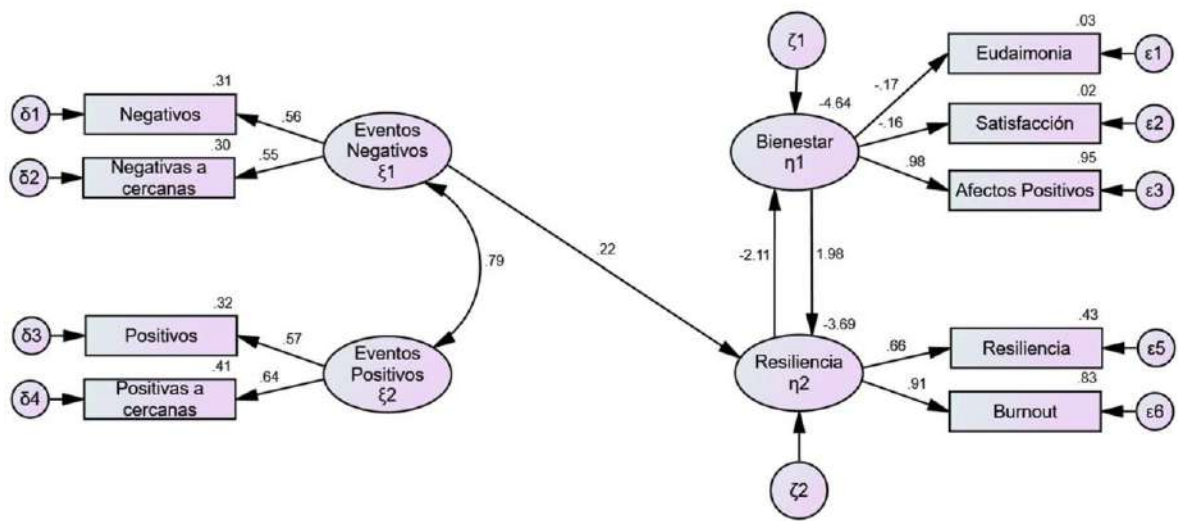 ζ1
-4.64
Bienestar
η1
-.17
-.16
.98
.03
Eudaimonia
ε1
.02
Satisfacción
ε2
.95
Afectos Positivos
ε3
.31
δ1
Negativos
.56
.30
δ2
Negativas a
cercanas
.55
Eventos
Negativos
ξ1
.79
.22
-2.11
1.98
.32
δ3
Positivos
.57
.41
δ4
Positivas a
cercanas
.64
Eventos
Positivos
ξ2
-3.69
Resiliencia
η2
.66
.91
.43
Resiliencia
ε5
.83
Burnout
ε6
ζ2